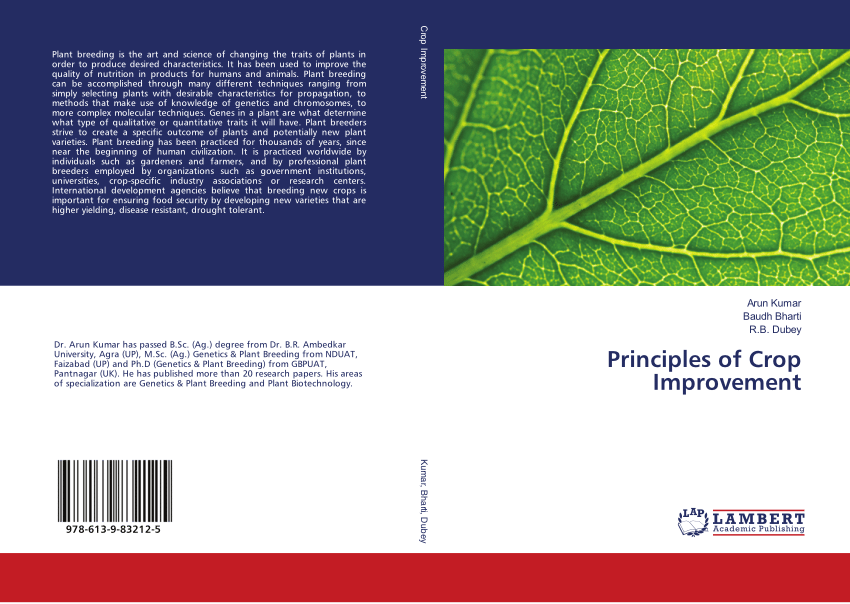 Plant breeding is the art and science of changing the traits of plants in
order to produce desired characteristics. It has been used to improve the
quality of nutrition in products for humans and animals. Plant breeding
can be accomplished through many different techniques ranging from
simply selecting plants with desirable characteristics for propagation, to
methods that make use of knowledge of genetics and chromosomes, to
more complex molecular techniques. Genes in a plant are what determine
what type of qualitative or quantitative traits it will have. Plant breeders
strive to create a specific outcome of plants and potentially new plant
varieties. Plant breeding has been practiced for thousands of years, since
near the beginning of human civilization. It is practiced worldwide by
individuals such as gardeners and farmers, and by professional plant
breeders employed by organizations such as government institutions,
universities, crop-specific industry associations or research centers.
International development agencies believe that breeding new crops is
important for ensuring food security by developing new varieties that are
higher yielding, disease resistant, drought tolerant.
Dr. Arun Kumar has passed B.Sc. (Ag.) degree from Dr. B.R. Ambedkar
University, Agra (UP), M.Sc. (Ag.) Genetics & Plant Breeding from NDUAT,
Faizabad (UP) and Ph.D (Genetics & Plant Breeding) from GBPUAT,
Pantnagar (UK). He has published more than 20 research papers. His areas
of specialization are Genetics & Plant Breeding and Plant Biotechnology.
978-613-9-83212-5
Crop Improvement
Kumar, Bharti, Dubey
Arun Kumar
Baudh Bharti
R.B. Dubey
Principles of Crop
Improvement
LAP
LAMBERT
Academic Publishing